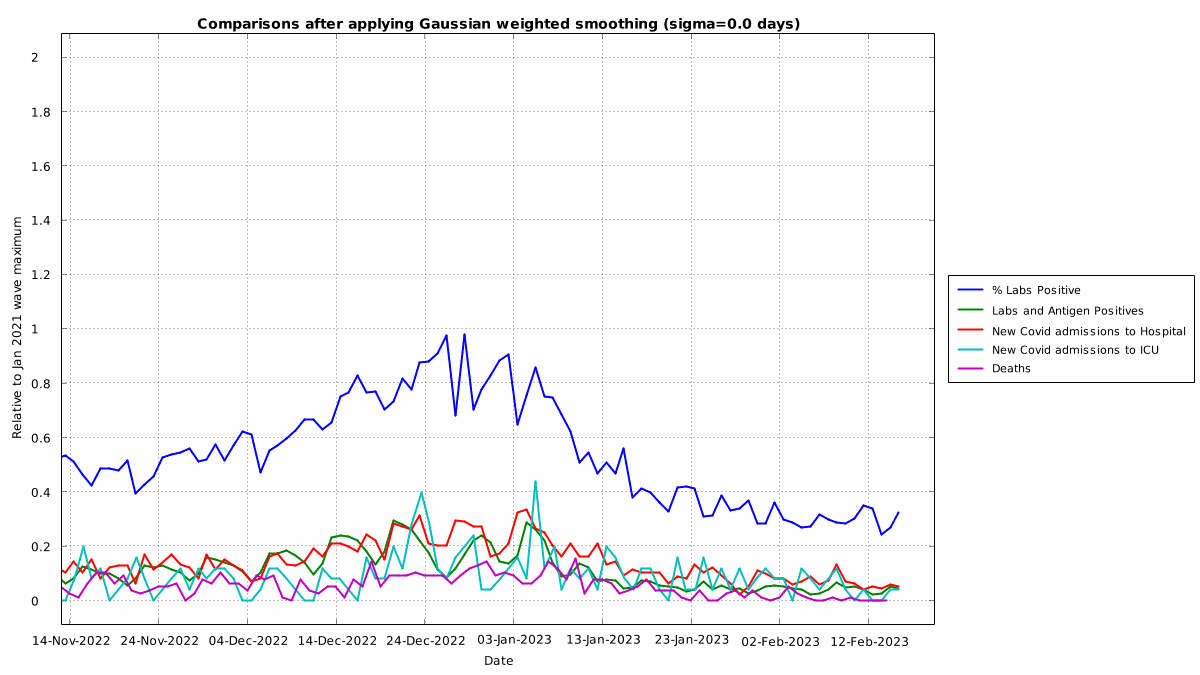 Comparisons after applying Gaussian weighted smoothing (sigma=0.0 days)
2
1.8
1.6
1.4
1.2
1
0.8
0.6
0.4
0.2
0
Relative to Jan 2021 wave maximum
14-Nov-2022 24-Nov-2022 04-Dec-2022 14-Dec-2022 24-Dec-2022 03-Jan-2023 13-Jan-2023 23-Jan-2023 02-Feb-2023 12-Feb-2023
Date
% Labs Positive
Labs and Antigen Positives
New Covid admissions to Hospital
New Covid admissions to ICU
Deaths